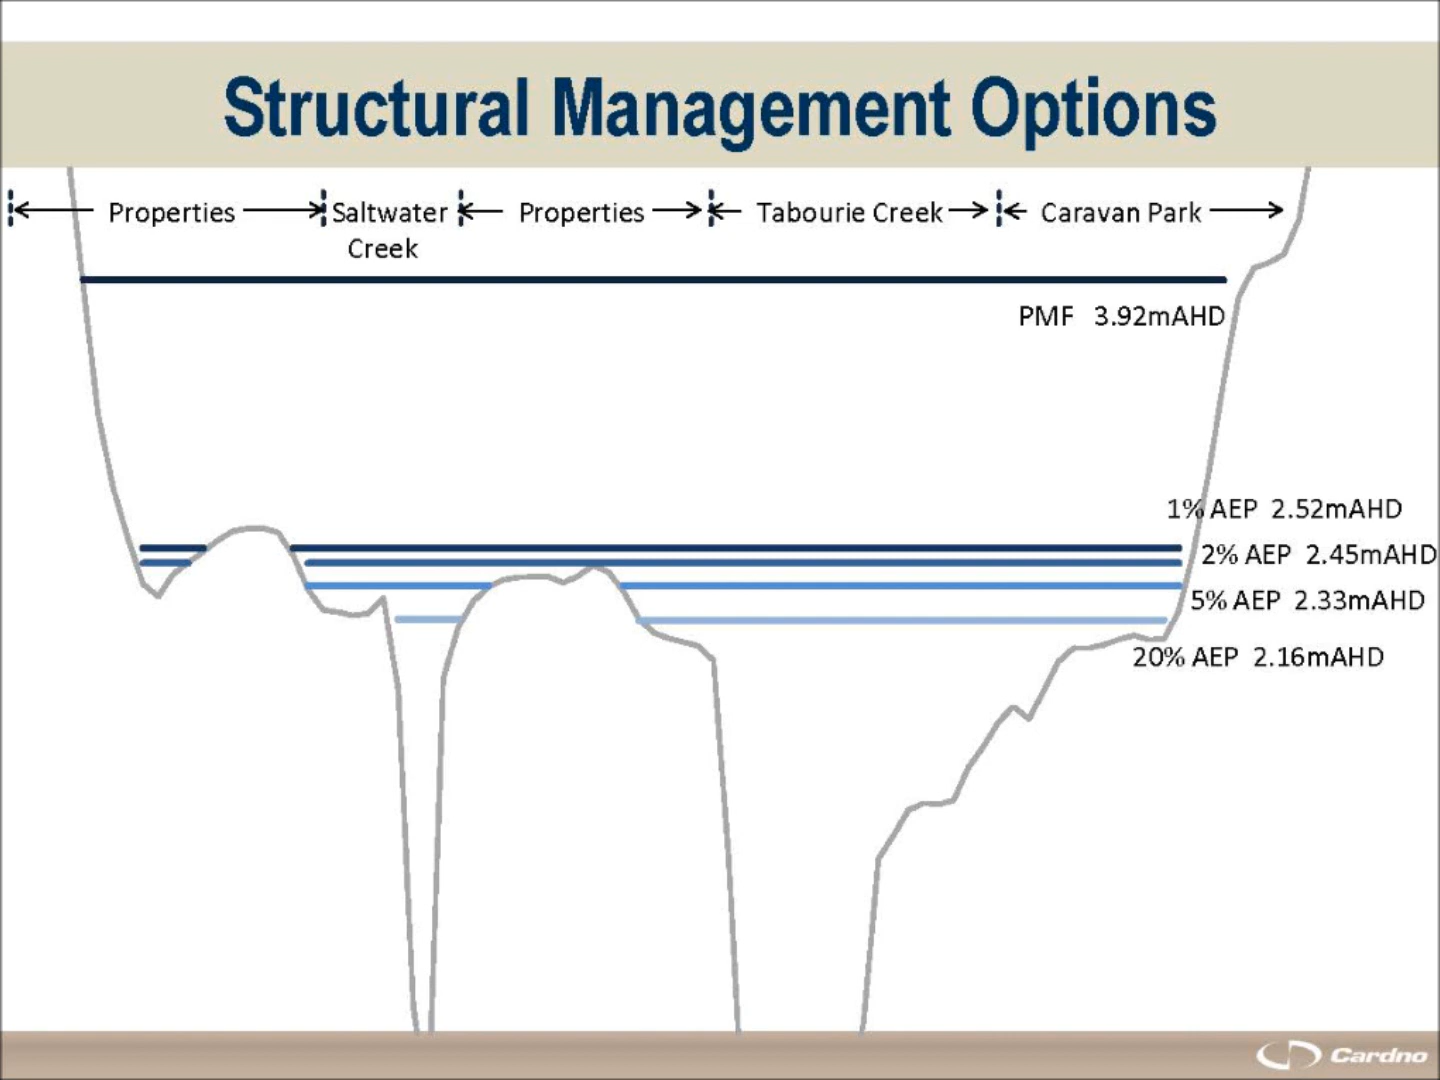 Structural Management Options
Properties Saltwater Properties Tabourie Creek Caravan Park
Creek
PMF 3.92mAHD
1% AEP 2.52mAHD
2% AEP 2.45mAHD
5% AEP 2.33mAHD
20% AEP 2.16mAHD
Cardno